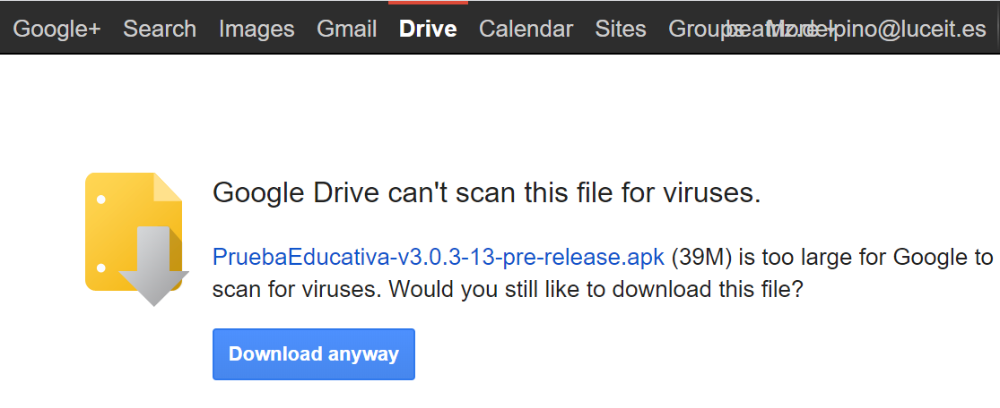 Google+ Search Images Gmail Drive Calendar Sites Groups More @luceit.es
Google Drive can't scan this file for viruses.
PruebaEducativa-v3.0.3-13-pre-release.apk (39M) is too large for Google to
scan for viruses. Would you still like to download this file?
Download anyway